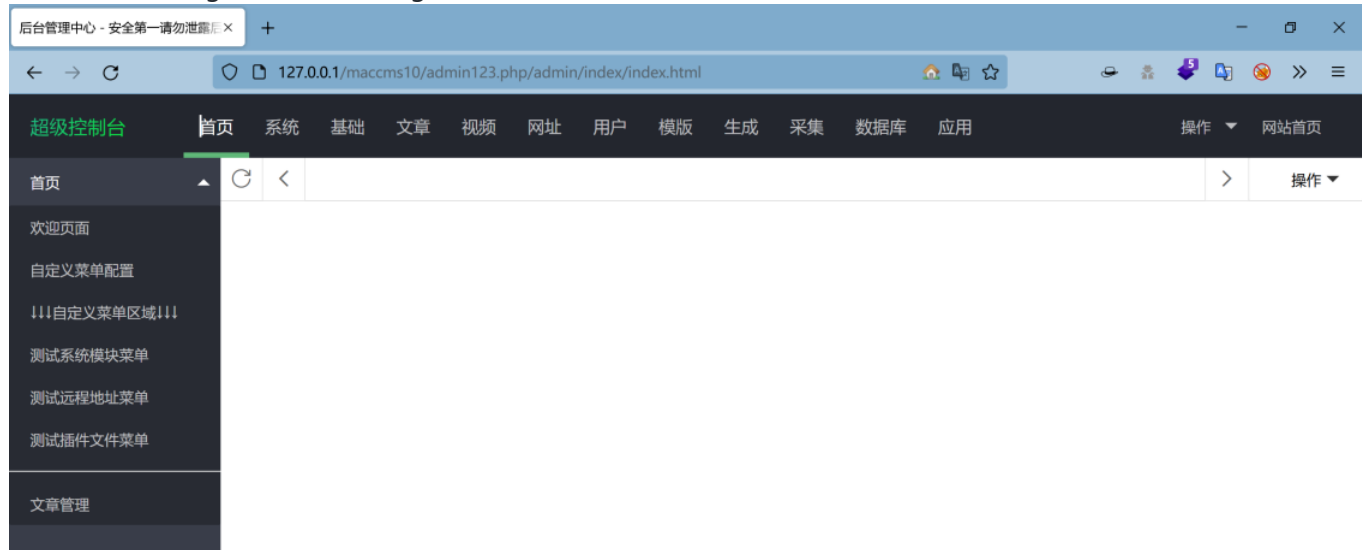 后台管理中心 - 安全第一请勿泄露后
127.0.0.1/maccms10/admin123.php/admin/index/index.html
5
超级控制台 首页 系统 基础 文章 视频 网址 用户 模版 生成 采集 数据库 应用 操作 网站首页
首页 操作
欢迎页面
自定义菜单配置
↓↓↓自定义菜单区域↓↓↓
测试系统模块菜单
测试远程地址菜单
测试插件文件菜单
文章管理